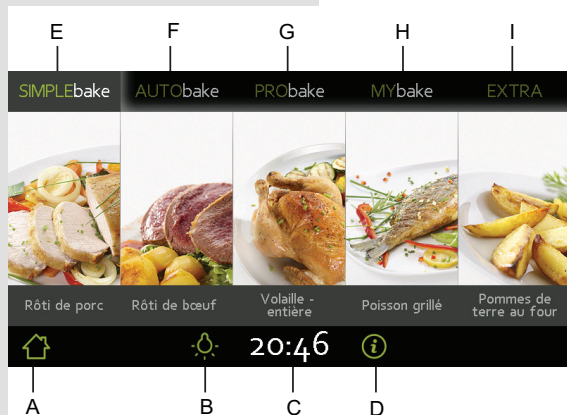 E F G H I
SIMPLEbake AUTObake PRObake MYbake EXTRA
Rôti de porc
Rôti de bœuf
Volaille -
entière
Poisson grillé
Pommes de
terre au four
20:46
i
A B C D